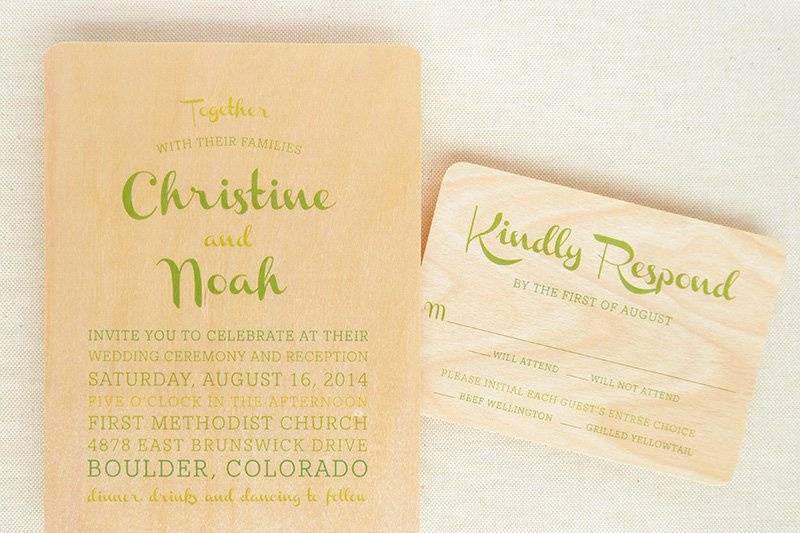 Together
WITH THEIR FAMILIES
Christine
and
Noah
INVITE YOU TO CELEBRATE AT THEIR
WEDDING CEREMONY AND RECEPTION
SATURDAY, AUGUST 16, 2014
FIVE O'CLOCK IN THE AFTERNOON
FIRST METHODIST CHURCH
4878 EAST BRUNSWICK DRIVE
BOULDER, COLORADO
dinner, drinks and dancing to follow
Kindly Respond
BY THE FIRST OF AUGUST
M
WILL ATTEND WILL NOT ATTEND
PLEASE INITIAL EACH GUEST'S ENTREE CHOICE
BEEF WELLINGTON GRILLED YELLOWTAIL